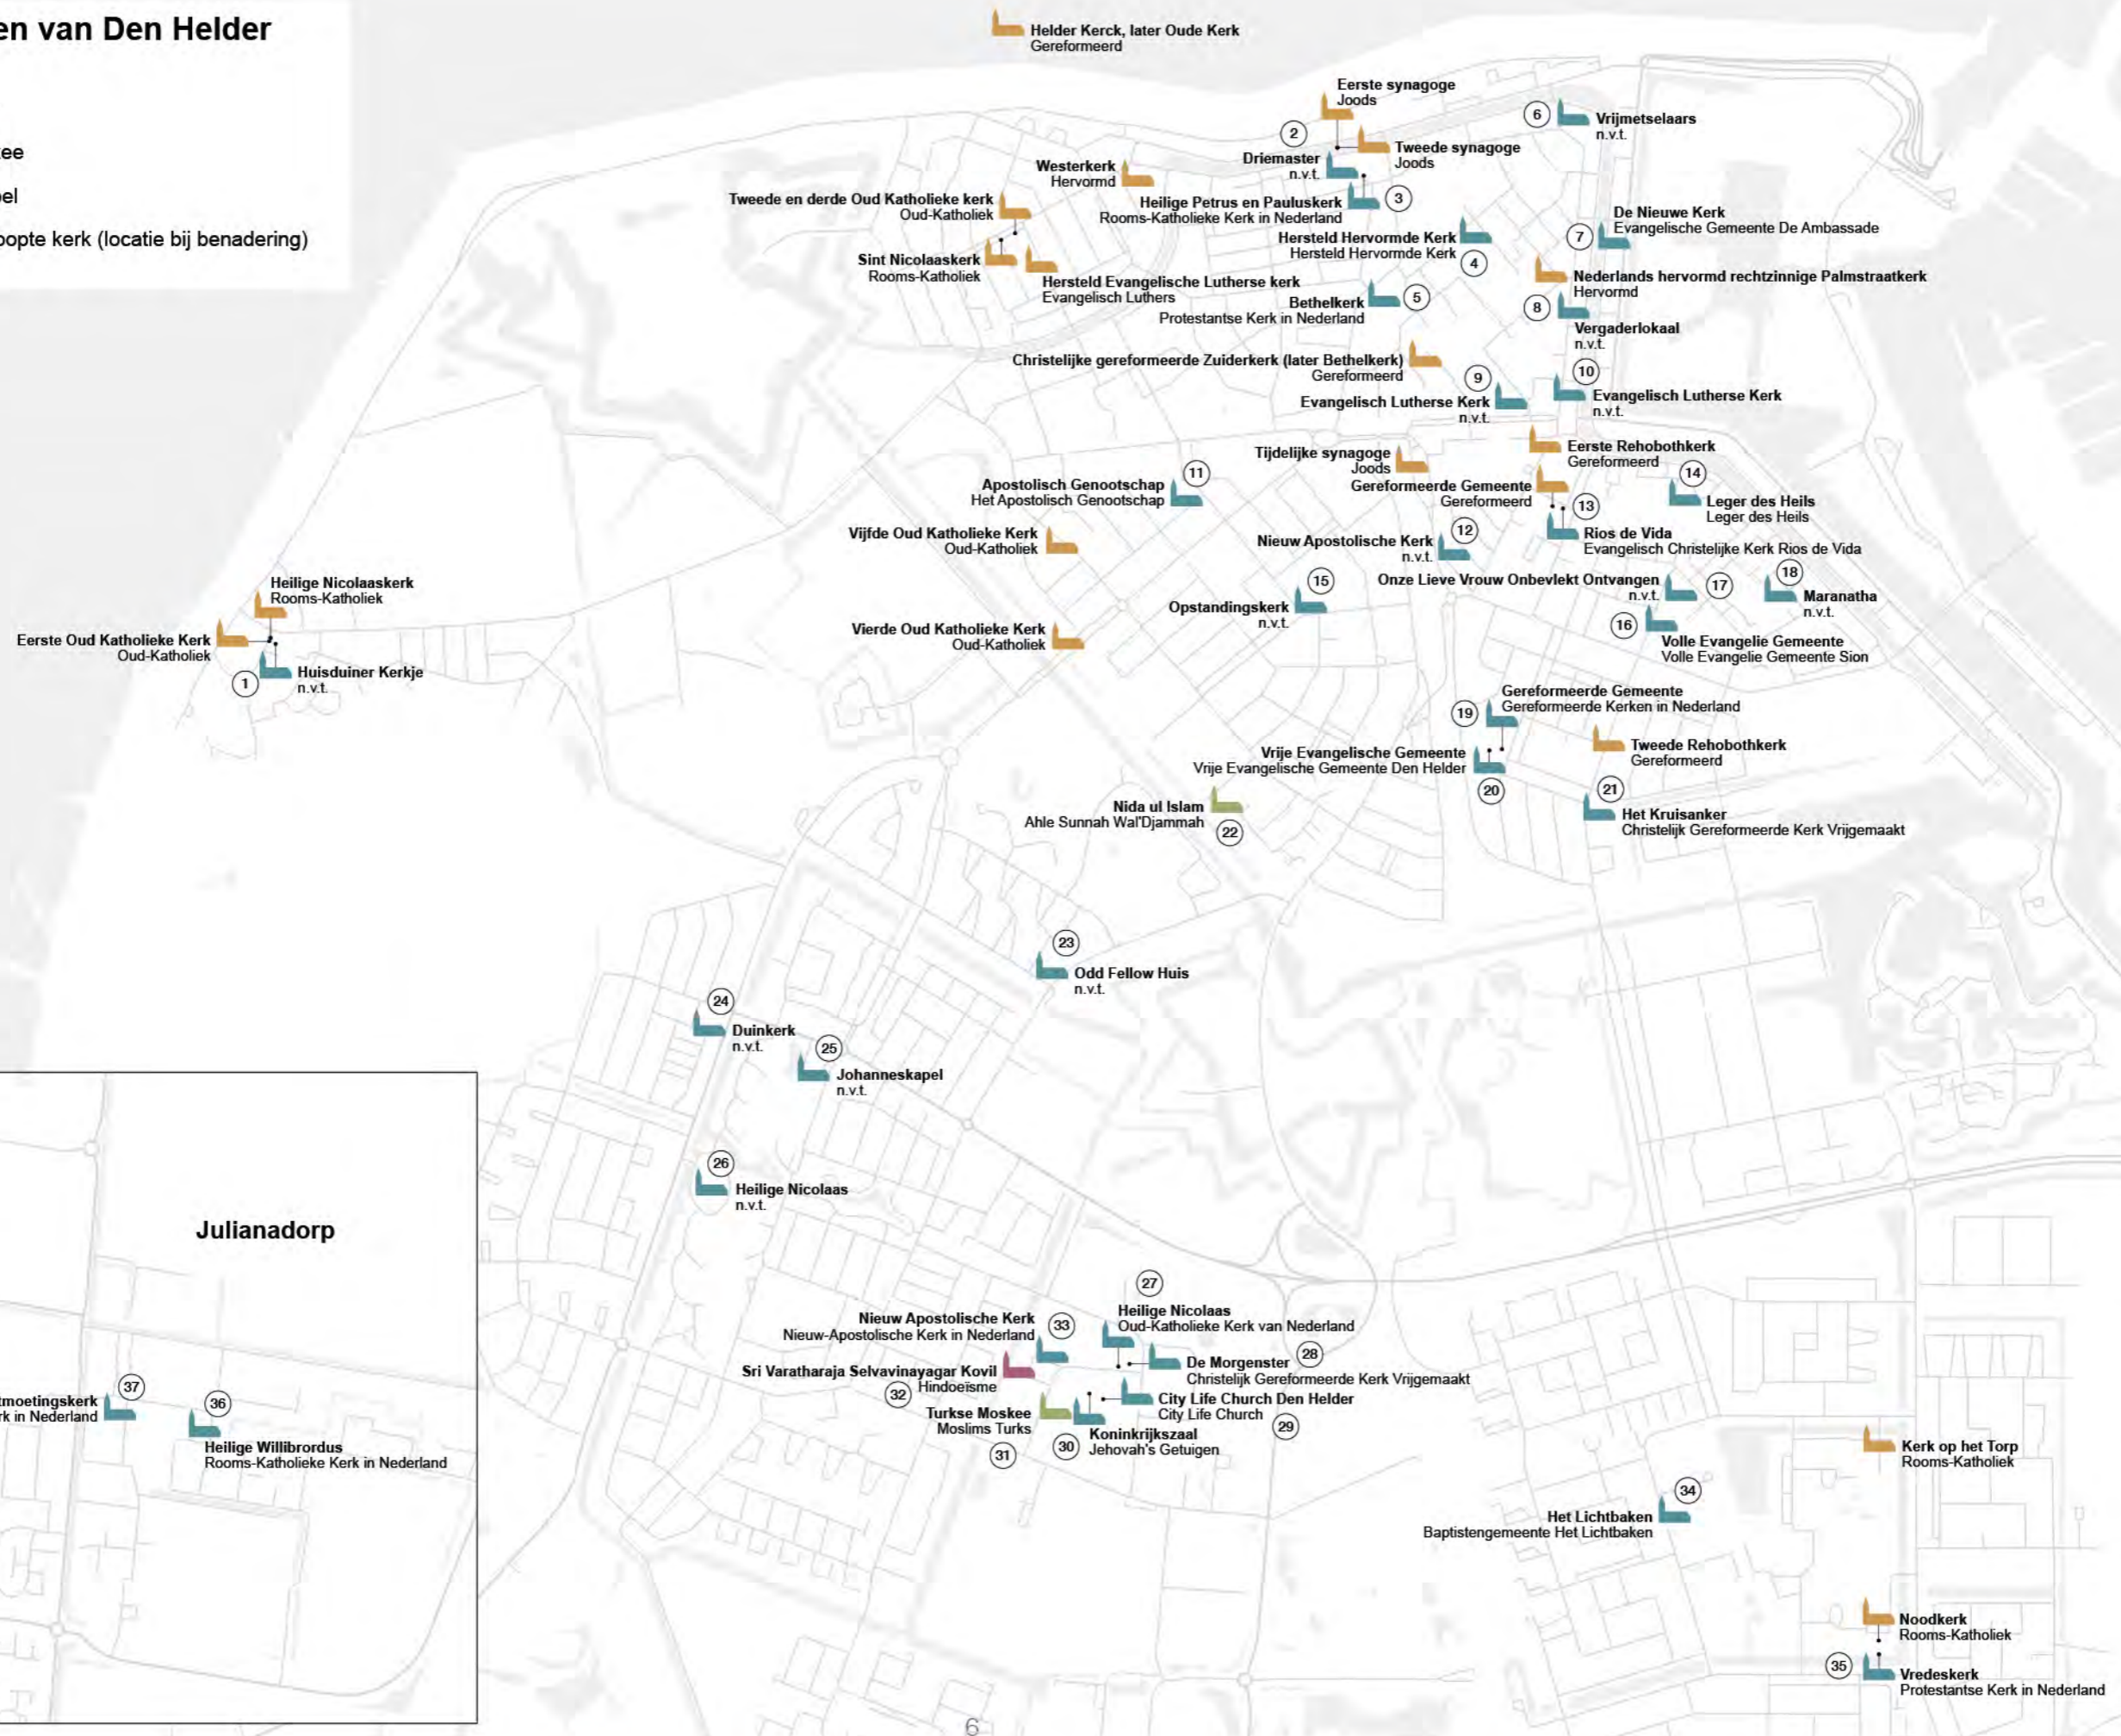 en van Den Helder
ee
el
oopte kerk (locatie bij benadering)
Helder Kerck, later Oude Kerk
Gereformeerd
Eerste synagoge
Joods
2
Tweede synagoge
Joods
6
Vrijmetselaars
n.v.t.
Driemaster
n.v.t.
Westerkerk
Hervormd
Heilige Petrus en Pauluskerk
Rooms-Katholieke Kerk in Nederland
3
Tweede en derde Oud Katholieke kerk
Oud-Katholiek
De Nieuwe Kerk
Evangelische Gemeente De Ambassade
7
Hersteld Hervormde Kerk
Hersteld Hervormde Kerk
4
Sint Nicolaaskerk
Rooms-Katholiek
Hersteld Evangelische Lutherse kerk
Evangelisch Luthers
Nederlands hervormd rechtzinnige Palmstraatkerk
Hervormd
Bethelkerk
Protestantse Kerk in Nederland
5
8
Vergaderlokaal
n.v.t.
Christelijke gereformeerde Zuiderkerk (later Bethelkerk)
Gereformeerd
9
Evangelisch Lutherse Kerk
n.v.t.
10
Evangelisch Lutherse Kerk
n.v.t.
Eerste Rehobothkerk
Gereformeerd
Tijdelijke synagoge
Joods
11
Apostolisch Genootschap
Het Apostolisch Genootschap
Gereformeerde Gemeente
Gereformeerd
14
Leger des Heils
Leger des Heils
13
Rios de Vida
Evangelisch Christelijke Kerk Rios de Vida
12
Nieuw Apostolische Kerk
n.v.t.
Vijfde Oud Katholieke Kerk
Oud-Katholiek
15
Opstandingskerk
n.v.t.
Onze Lieve Vrouw Onbevlekt Ontvangen
n.v.t.
17
18
Maranatha
n.v.t.
16
Volle Evangelie Gemeente
Volle Evangelie Gemeente Sion
Heilige Nicolaaskerk
Rooms-Katholiek
Eerste Oud Katholieke Kerk
Oud-Katholiek
1
Huisduiner Kerkje
n.v.t.
Vierde Oud Katholieke Kerk
Oud-Katholiek
Gereformeerde Gemeente
Gereformeerde Kerken in Nederland
19
Vrije Evangelische Gemeente
Vrije Evangelische Gemeente Den Helder
20
Tweede Rehobothkerk
Gereformeerd
21
Het Kruisanker
Christelijk Gereformeerde Kerk Vrijgemaakt
Nida ul Islam
Ahle Sunnah Wal'Djammah
22
23
Odd Fellow Huis
n.v.t.
24
Duinkerk
n.v.t.
25
Johanneskapel
n.v.t.
26
Heilige Nicolaas
n.v.t.
Julianadorp
37
tmoetingskerk
rk in Nederland
36
Heilige Willibrordus
Rooms-Katholieke Kerk in Nederland
27
Heilige Nicolaas
Oud-Katholieke Kerk van Nederland
Nieuw Apostolische Kerk
Nieuw-Apostolische Kerk in Nederland
33
De Morgenster
Christelijk Gereformeerde Kerk Vrijgemaakt
28
Sri Varatharaja Selvavinayagar Kovil
Hindoeïsme
32
City Life Church Den Helder
City Life Church
29
Turkse Moskee
Moslims Turks
31
Koninkrijkszaal
Jehovah's Getuigen
30
Kerk op het Torp
Rooms-Katholiek
34
Het Lichtbaken
Baptistengemeente Het Lichtbaken
Noodkerk
Rooms-Katholiek
35
Vredeskerk
Protestantse Kerk in Nederland
6